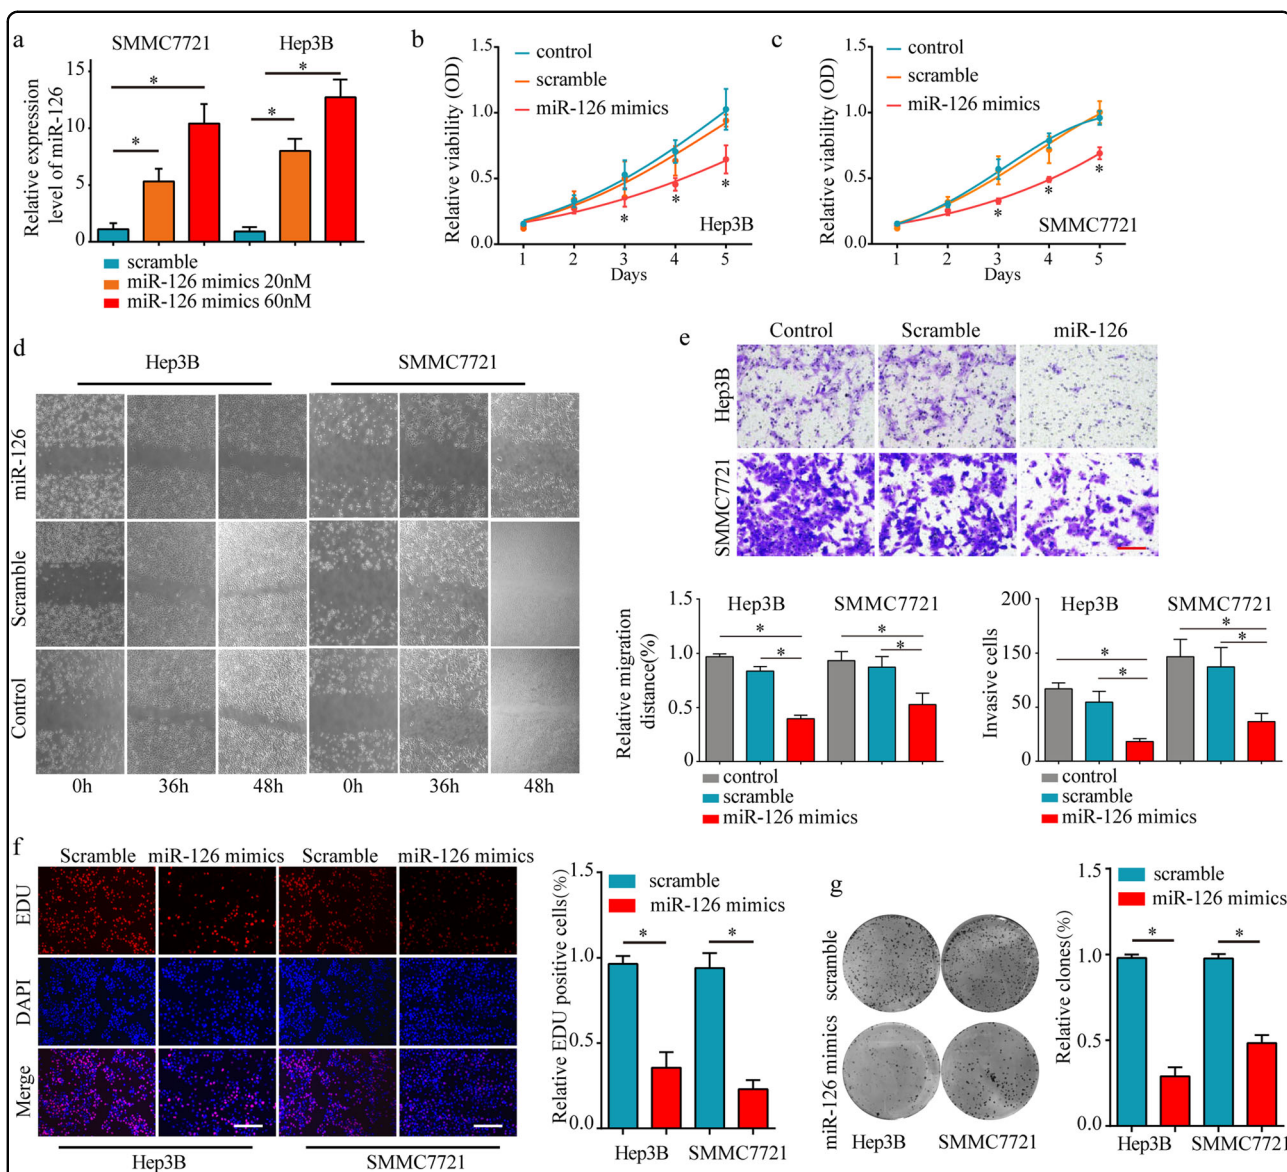 a
SMMC7721 Hep3B
Relative expression
level of miR-126
15
10
5
0
* * * *
scramble
miR-126 mimics 20nM
miR-126 mimics 60nM
b
control
scramble
miR-126 mimics
Relative viability (OD)
1.5
1.0
0.5
0.0
* * *
Hep3B
1 2 3 4 5
Days
c
control
scramble
miR-126 mimics
Relative viability (OD)
1.5
1.0
0.5
0.0
* * *
SMMC7721
1 2 3 4 5
Days
d
Hep3B SMMC7721
miR-126
Scramble
Control
0h 36h 48h 0h 36h 48h
e
Control Scramble miR-126
Hep3B
SMMC7721
Relative migration
distance(%)
1.5
1.0
0.5
0
Hep3B SMMC7721
* * * *
control
scramble
miR-126 mimics
Invasive cells
200
150
50
0
Hep3B SMMC7721
* * * *
control
scramble
miR-126 mimics
f
Scramble miR-126 mimics Scramble miR-126 mimics
EDU
DAPI
Merge
Hep3B SMMC7721
Relative EDU positive cells(%)
1.5
1.0
0.5
0.0
scramble
miR-126 mimics
* *
Hep3B SMMC7721
g
scramble
miR-126 mimics
Hep3B SMMC7721
Relative clones(%)
1.5
1.0
0.5
0.0
scramble
miR-126 mimics
* *
Hep3B SMMC7721